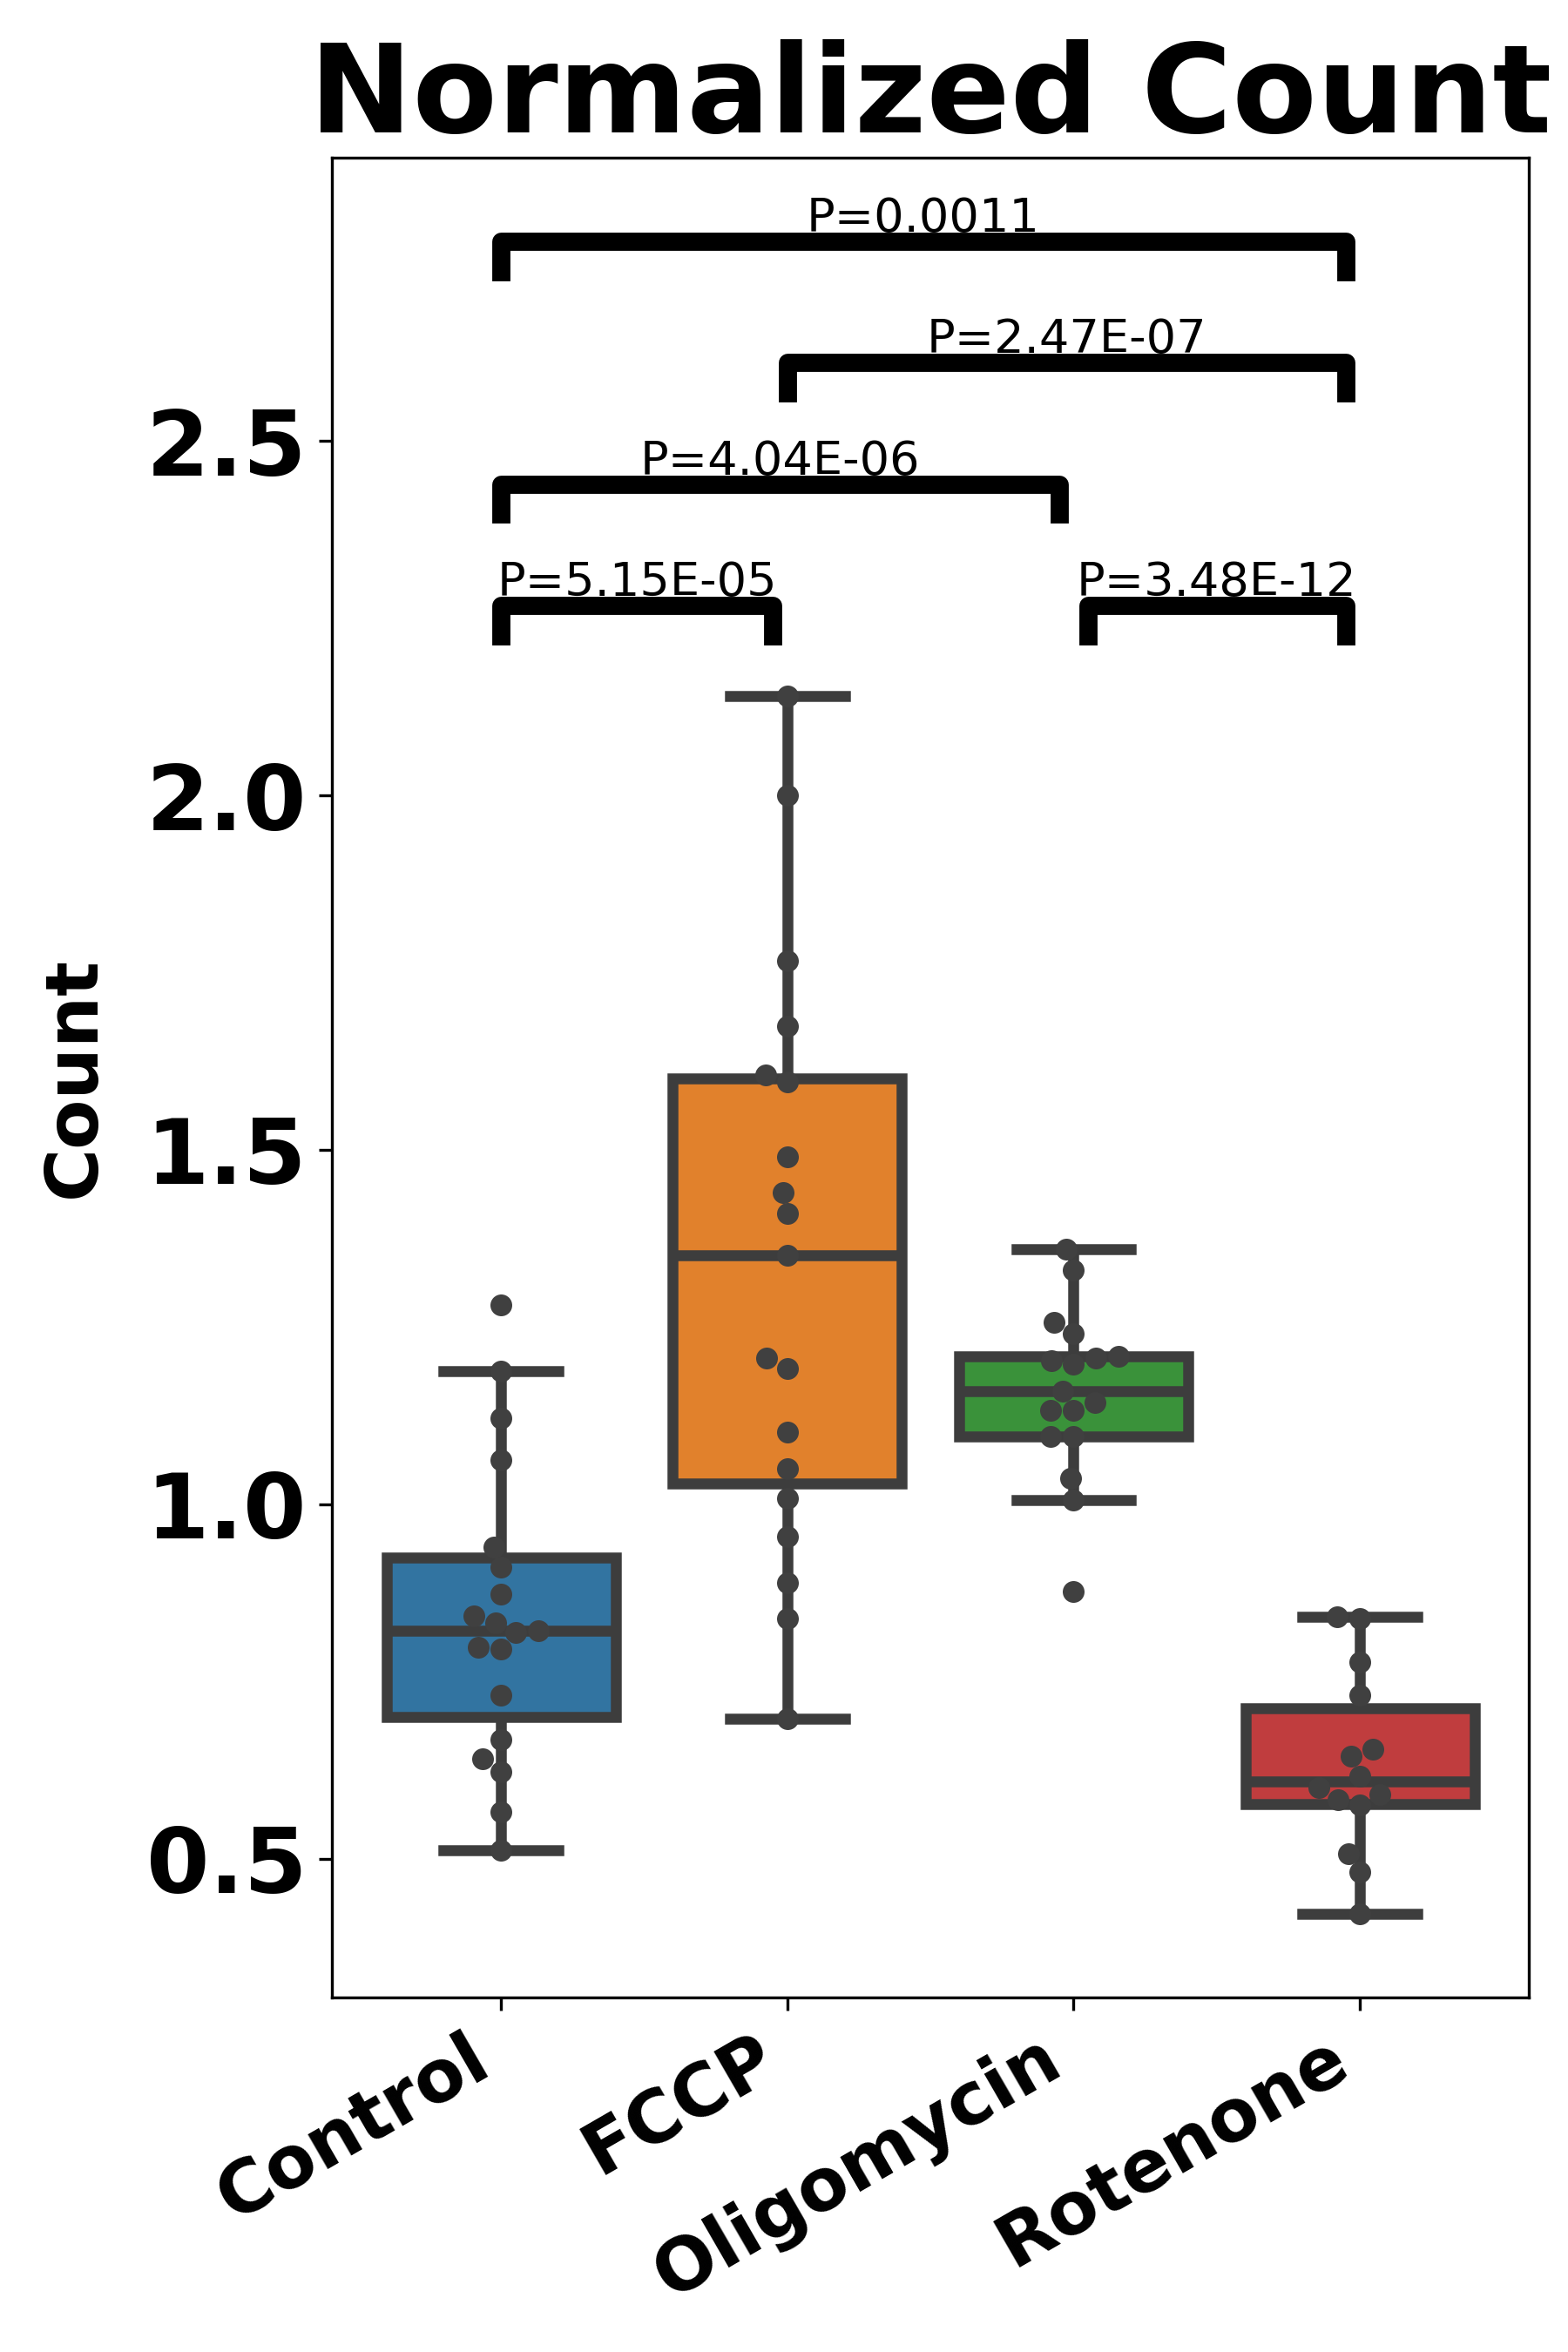 Normalized Count
P=0.0011
P=2.47E-07
P=4.04E-06
P=5.15E-05
P=3.48E-12
2.5
2.0
1.5
1.0
0.5
Count
Control
FCCP
Oligomycin
Rotenone